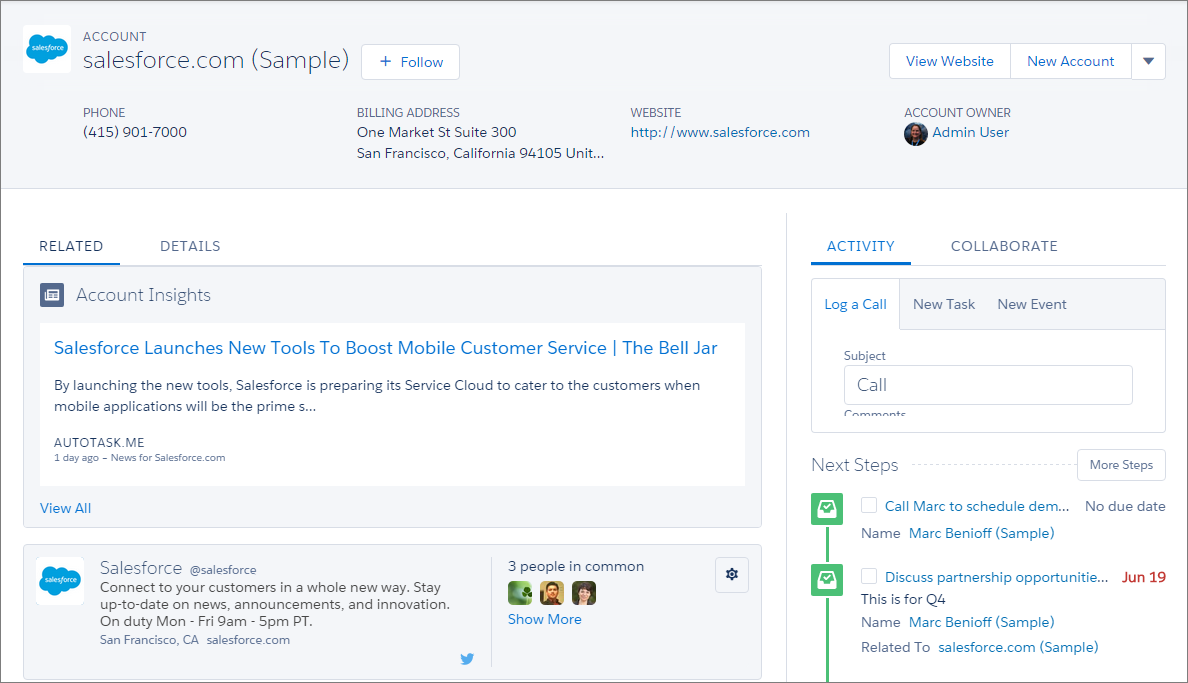 salesforce
ACCOUNT
salesforce.com (Sample)
+ Follow
View Website
New Account
PHONE
(415) 901-7000
BILLING ADDRESS
One Market St Suite 300
San Francisco, California 94105 Unit...
WEBSITE
http://www.salesforce.com
ACCOUNT OWNER
Admin User
RELATED
DETAILS
Account Insights
Salesforce Launches New Tools To Boost Mobile Customer Service | The Bell Jar
By launching the new tools, Salesforce is preparing its Service Cloud to cater to the customers when
mobile applications will be the prime s...
AUTOTASK.ME
1 day ago – News for Salesforce.com
View All
salesforce
Salesforce @salesforce
Connect to your customers in a whole new way. Stay
up-to-date on news, announcements, and innovation.
On duty Mon - Fri 9am - 5pm PT.
San Francisco, CA salesforce.com
3 people in common
Show More
ACTIVITY
COLLABORATE
Log a Call
New Task
New Event
Subject
Call
Comments
Next Steps
More Steps
Call Marc to schedule dem...
No due date
Name Marc Benioff (Sample)
Discuss partnership opportunitie...
Jun 19
This is for Q4
Name Marc Benioff (Sample)
Related To salesforce.com (Sample)